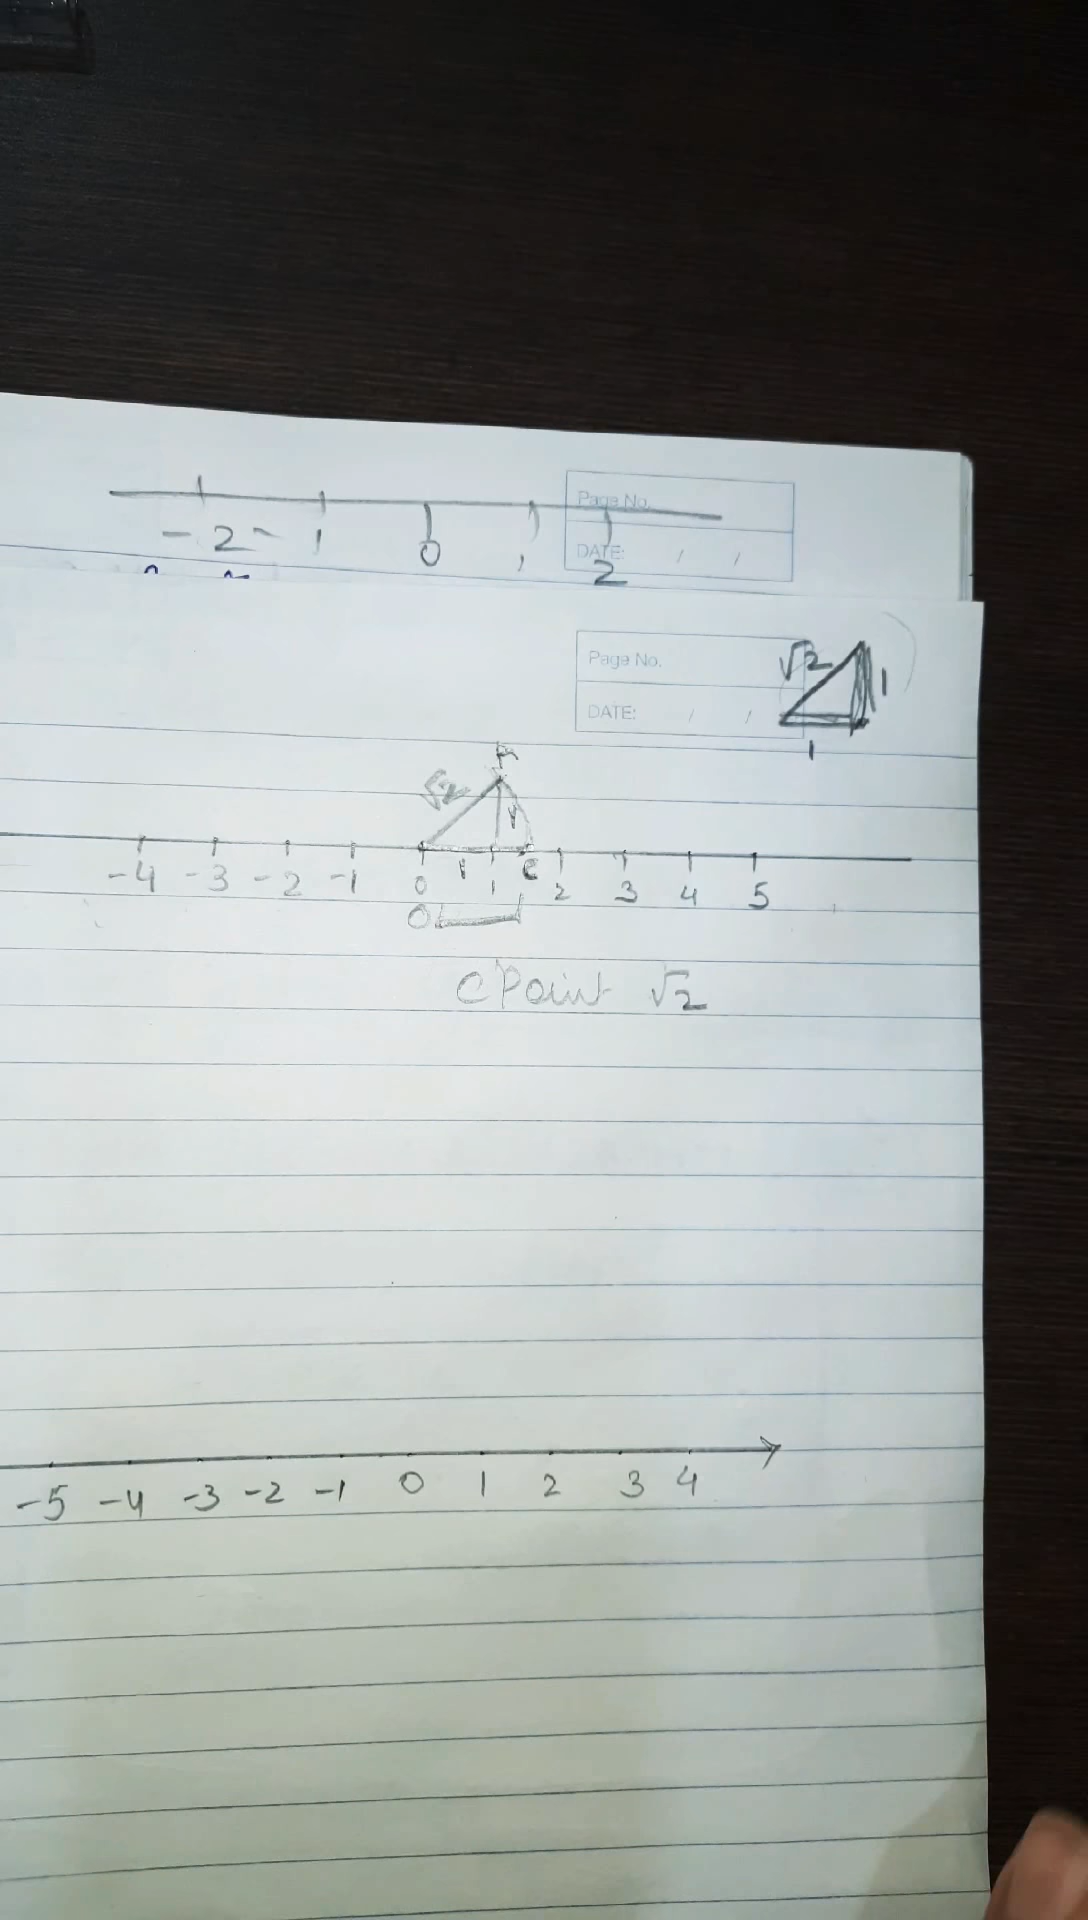 Page No.
DATE: / /
-2 -1 0 1 2
Page No.
DATE: / /
√2 1
1
A
√2 1
1 C
-4 -3 -2 -1 0 1 2 3 4 5
0
C Point √2
-5 -4 -3 -2 -1 0 1 2 3 4